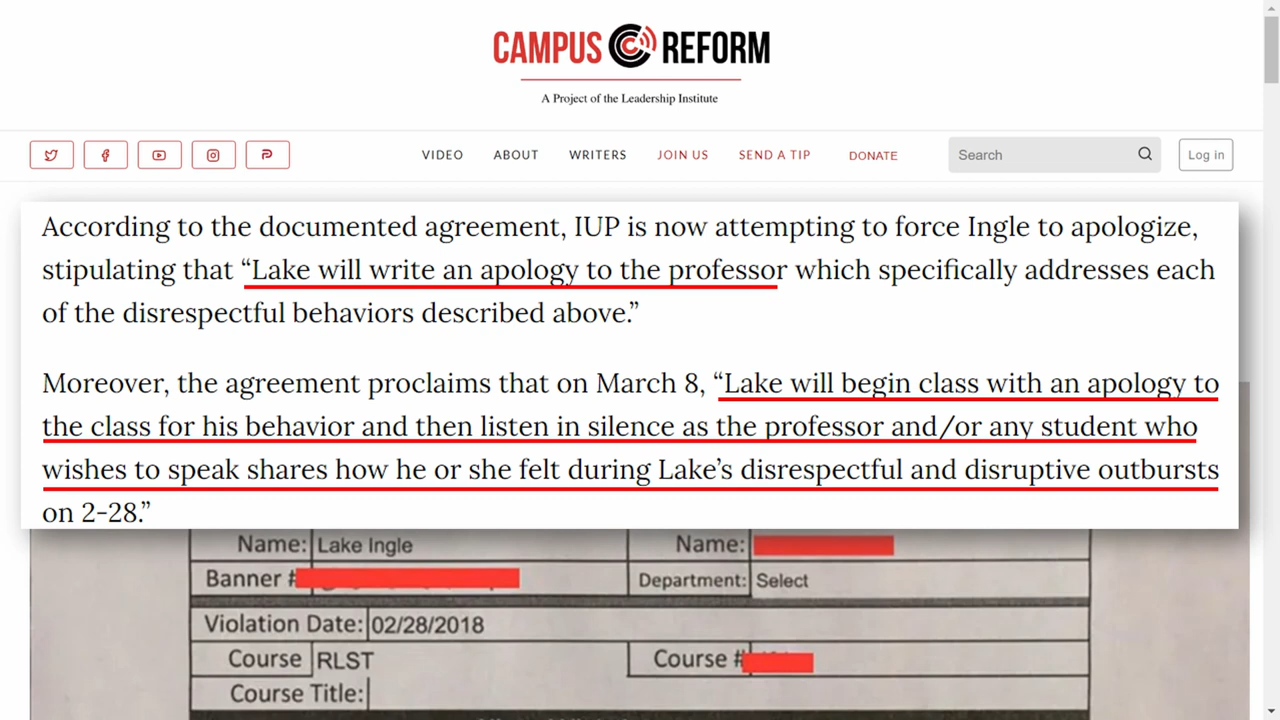 CAMPUS REFORM
A Project of the Leadership Institute
VIDEO ABOUT WRITERS JOIN US SEND A TIP DONATE Search Log in
According to the documented agreement, IUP is now attempting to force Ingle to apologize,
stipulating that “Lake will write an apology to the professor which specifically addresses each
of the disrespectful behaviors described above.”
Moreover, the agreement proclaims that on March 8, “Lake will begin class with an apology to
the class for his behavior and then listen in silence as the professor and/or any student who
wishes to speak shares how he or she felt during Lake’s disrespectful and disruptive outbursts
on 2-28.”
Name: Lake Ingle Name:
Banner # Department: Select
Violation Date: 02/28/2018
Course RLST Course #
Course Title: